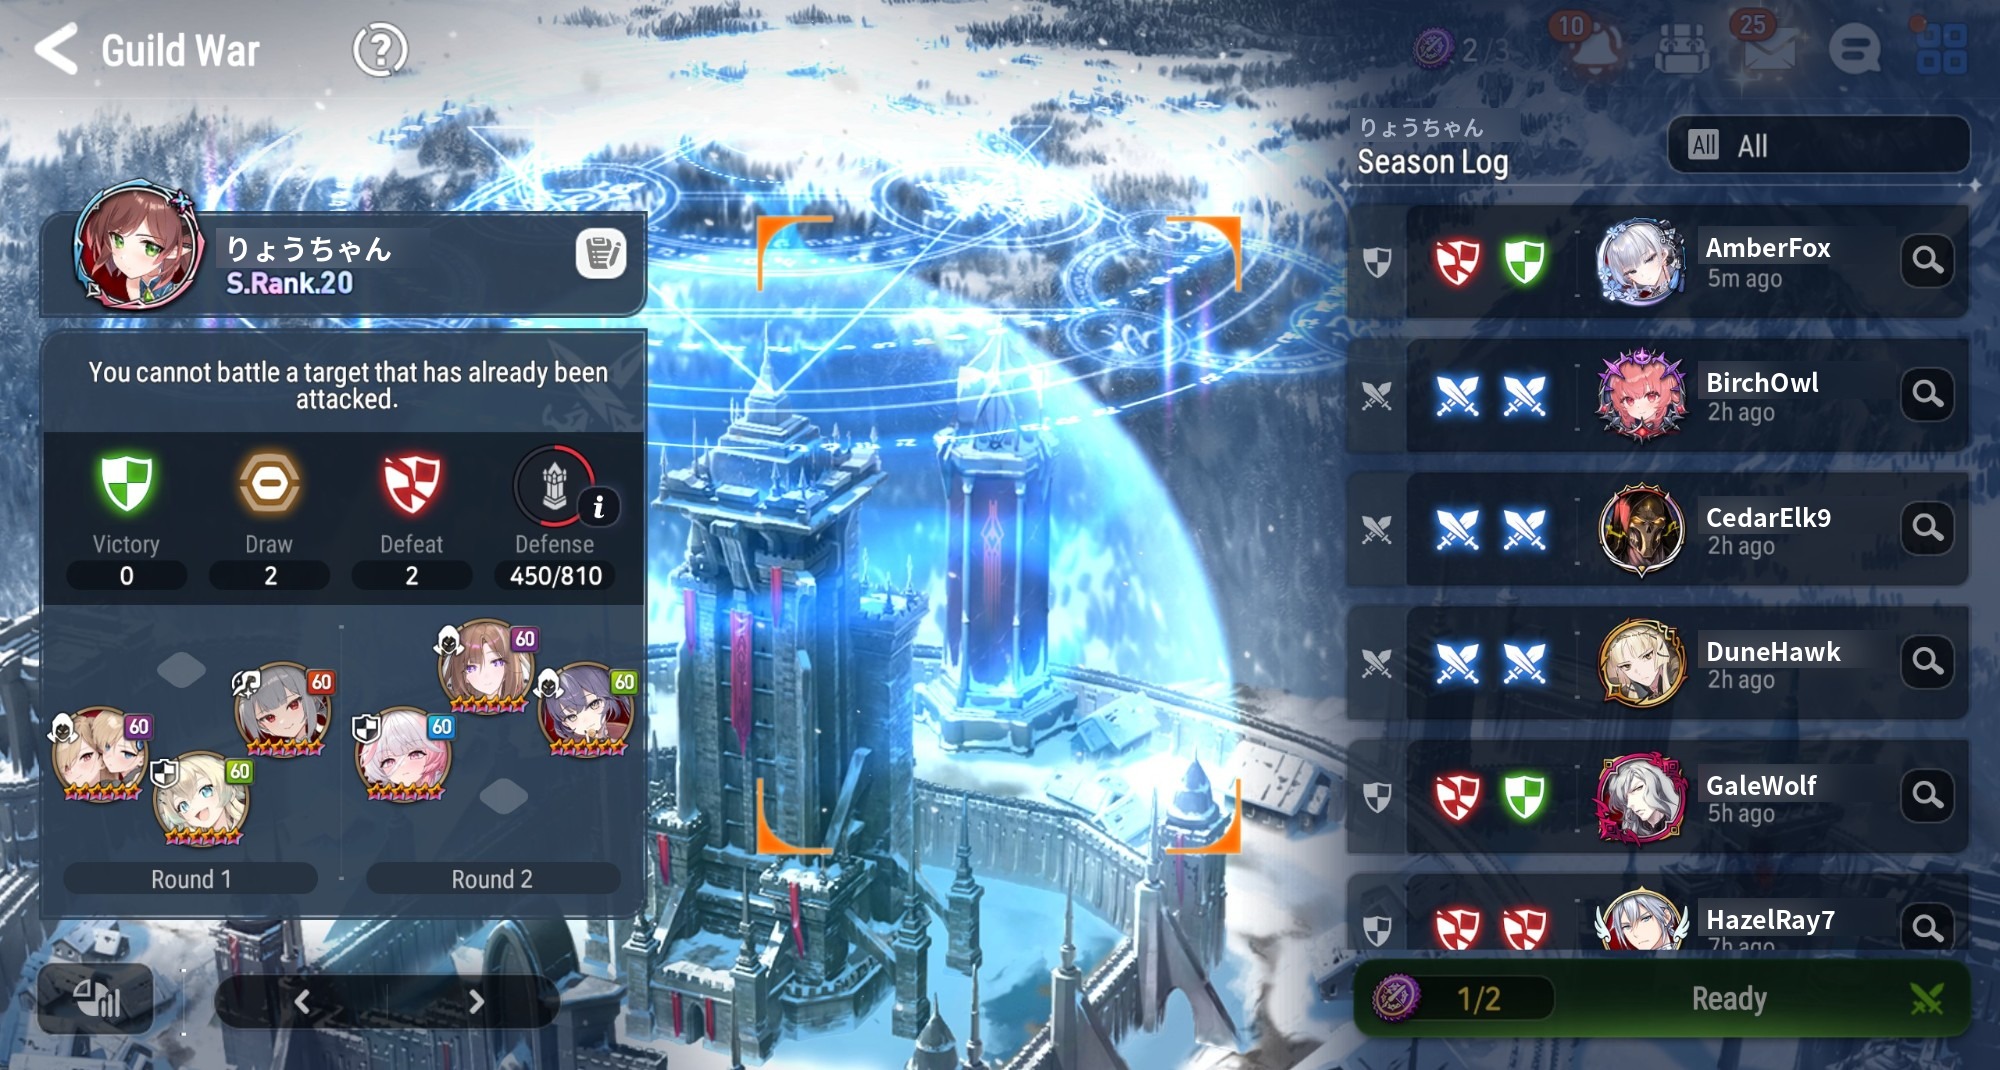 Guild War
?
2/3
10
25
りょうちゃん
S.Rank.20
You cannot battle a target that has already been
attacked.
Victory
Draw
Defeat
Defense
i
0
2
2
450/810
60
60
60
60
60
60
Round 1
Round 2
りょうちゃん
Season Log
All
All
AmberFox
5m ago
BirchOwl
2h ago
CedarElk9
2h ago
DuneHawk
2h ago
GaleWolf
5h ago
HazelRay7
7h ago
1/2
Ready